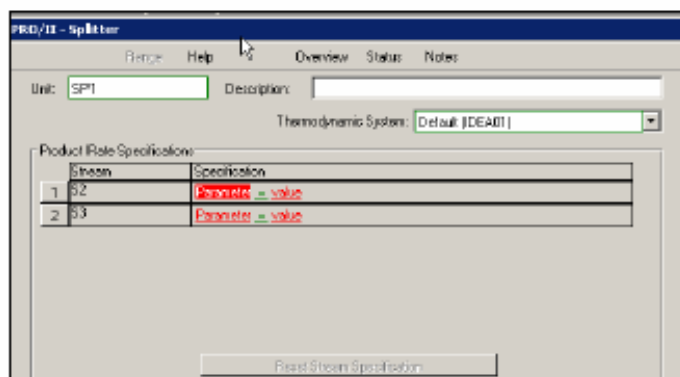 PRO/II - Splitter
Range Help Overview Status Notes
Unit: SP1 Description:
Thermodynamic System: Default (IDEA01)
Product Rate Specifications
Stream Specification
1 S2 Parameter = value
2 S3 Parameter = value
Reset Stream Specification